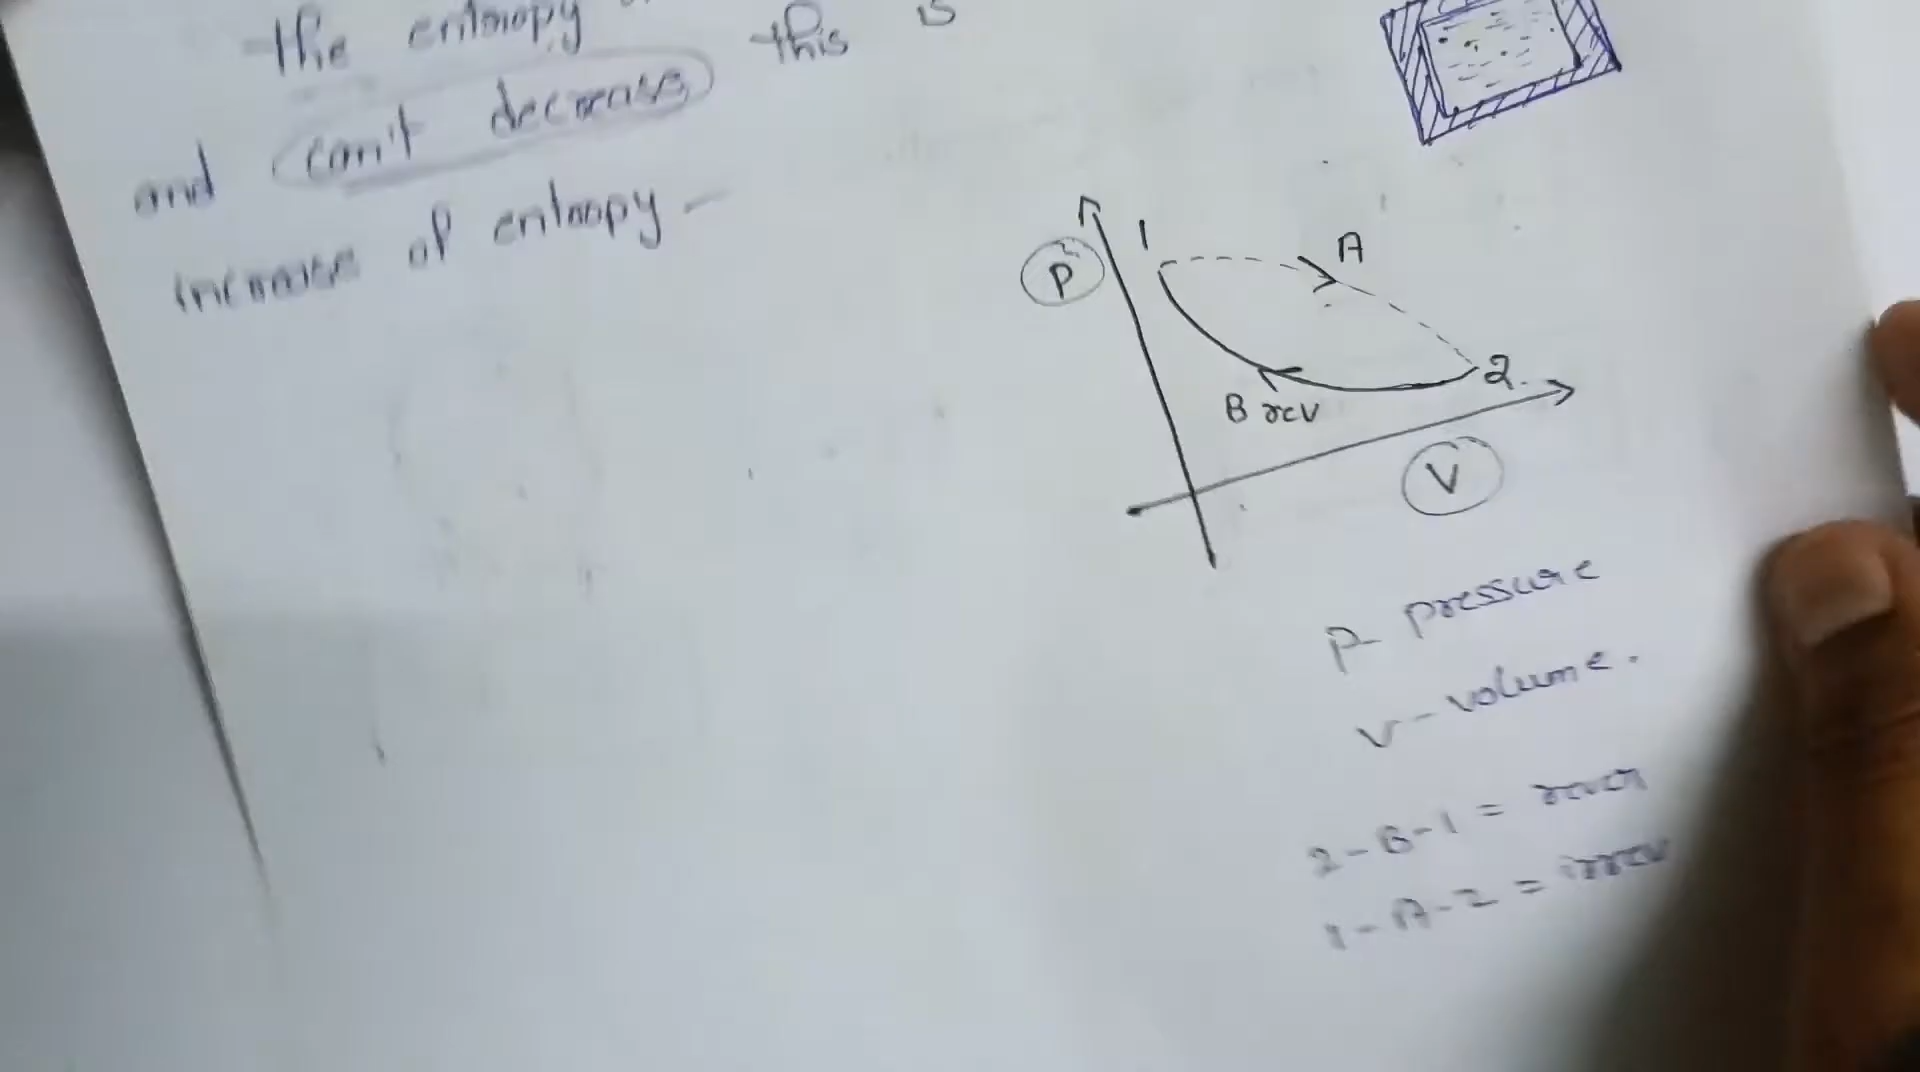 the entropy
this is
and can't decrease
increase of entropy -
1
A
P
2.
B rev
V
P- pressure
V - volume.
2-B-1 = rever
1-A-2 = irrev